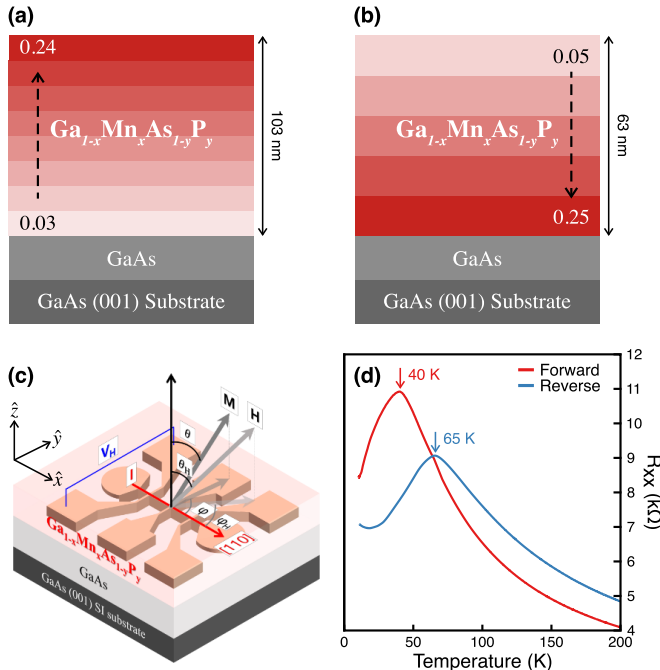 (a)
0.24
Ga1-xMnxAs1-yPy
0.03
103 nm
GaAs
GaAs (001) Substrate
(b)
0.05
Ga1-xMnxAs1-yPy
0.25
63 nm
GaAs
GaAs (001) Substrate
(c)
ẑ
ŷ
x̂
VH
I
M
H
θ
θH
φ
φH
[110]
Ga1-xMnxAs1-yPy
GaAs
GaAs (001) SI substrate
(d)
Forward
Reverse
40 K
65 K
12
11
10
9
8
7
6
5
4
Rxx (KΩ)
0
50
100
150
200
Temperature (K)